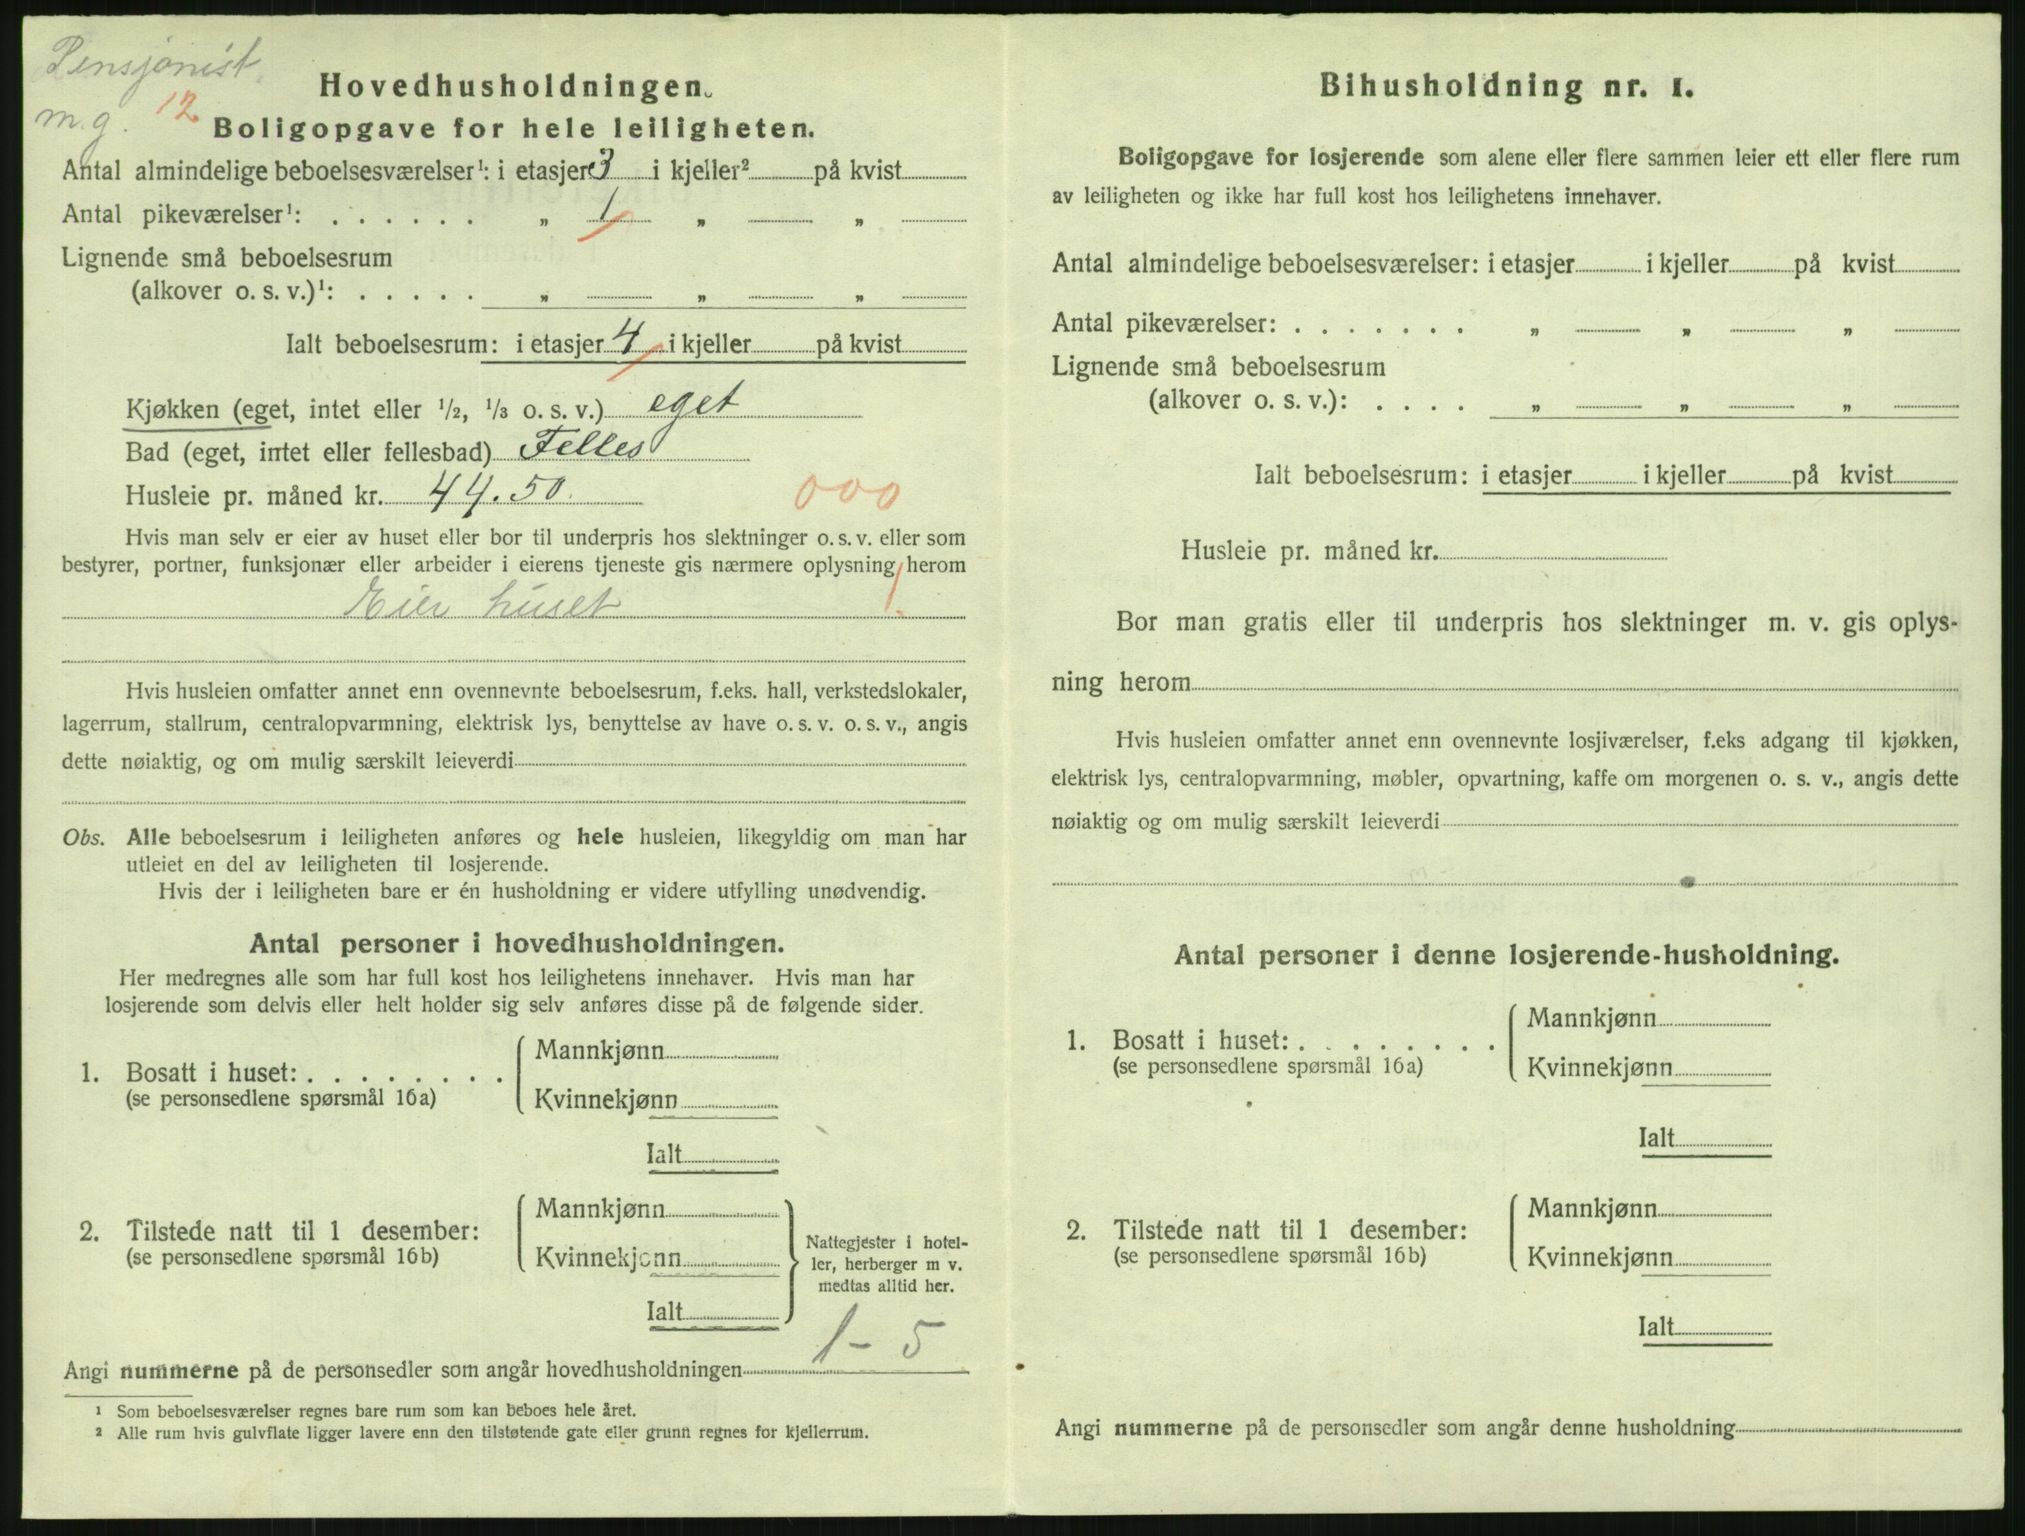 Pensjonist
m.g. 12
Hovedhusholdningen.
Boligopgave for hele leiligheten.
Antal almindelige beboelsesværelser¹: i etasjer 3 i kjeller² på kvist
Antal pikeværelser¹: . . . . . . „ 1 „ „
Lignende små beboelsesrum
(alkover o. s. v.)¹: . . . . . „ „ „
Ialt beboelsesrum: i etasjer 4 i kjeller på kvist
Kjøkken (eget, intet eller 1/2, 1/3 o. s. v.) eget
Bad (eget, intet eller fellesbad) Felles
Husleie pr. måned kr. 44.50 000
Hvis man selv er eier av huset eller bor til underpris hos slektninger o. s. v. eller som
bestyrer, portner, funksjonær eller arbeider i eierens tjeneste gis nærmere oplysning herom
Eier huset 1.
Hvis husleien omfatter annet enn ovennevnte beboelsesrum, f.eks. hall, verkstedslokaler,
lagerrum, stallrum, centralopvarmning, elektrisk lys, benyttelse av have o. s. v. o. s. v., angis
dette nøiaktig, og om mulig særskilt leieverdi
Obs. Alle beboelsesrum i leiligheten anføres og hele husleien, likegyldig om man har
utleiet en del av leiligheten til losjerende.
Hvis der i leiligheten bare er én husholdning er videre utfylling unødvendig.
Antal personer i hovedhusholdningen.
Her medregnes alle som har full kost hos leilighetens innehaver. Hvis man har
losjerende som delvis eller helt holder sig selv anføres disse på de følgende sider.
1. Bosatt i huset: . . . . . . . .
(se personsedlene spørsmål 16a)
Mannkjønn
Kvinnekjønn
Ialt
2. Tilstede natt til 1 desember:
(se personsedlene spørsmål 16b)
Mannkjønn
Kvinnekjønn
Ialt
Nattegjester i hotel-
ler, herberger m v.
medtas alltid her.
Angi nummerne på de personsedler som angår hovedhusholdningen 1 - 5
¹ Som beboelsesværelser regnes bare rum som kan beboes hele året.
² Alle rum hvis gulvflate ligger lavere enn den tilstøtende gate eller grunn regnes for kjellerrum.
Bihusholdning nr. 1.
Boligopgave for losjerende som alene eller flere sammen leier ett eller flere rum
av leiligheten og ikke har full kost hos leilighetens innehaver.
Antal almindelige beboelsesværelser: i etasjer i kjeller på kvist
Antal pikeværelser: . . . . . . . „ „ „
Lignende små beboelsesrum
(alkover o. s. v.): . . . . „ „ „
Ialt beboelsesrum: i etasjer i kjeller på kvist
Husleie pr. måned kr.
Bor man gratis eller til underpris hos slektninger m. v. gis oplys-
ning herom
Hvis husleien omfatter annet enn ovennevnte losjiværelser, f.eks adgang til kjøkken,
elektrisk lys, centralopvarmning, møbler, opvartning, kaffe om morgenen o. s. v., angis dette
nøiaktig og om mulig særskilt leieverdi
Antal personer i denne losjerende-husholdning.
1. Bosatt i huset: . . . . . . . .
(se personsedlene spørsmål 16a)
Mannkjønn
Kvinnekjønn
Ialt
2. Tilstede natt til 1 desember:
(se personsedlene spørsmål 16b)
Mannkjønn
Kvinnekjønn
Ialt
Angi nummerne på de personsedler som angår denne husholdning